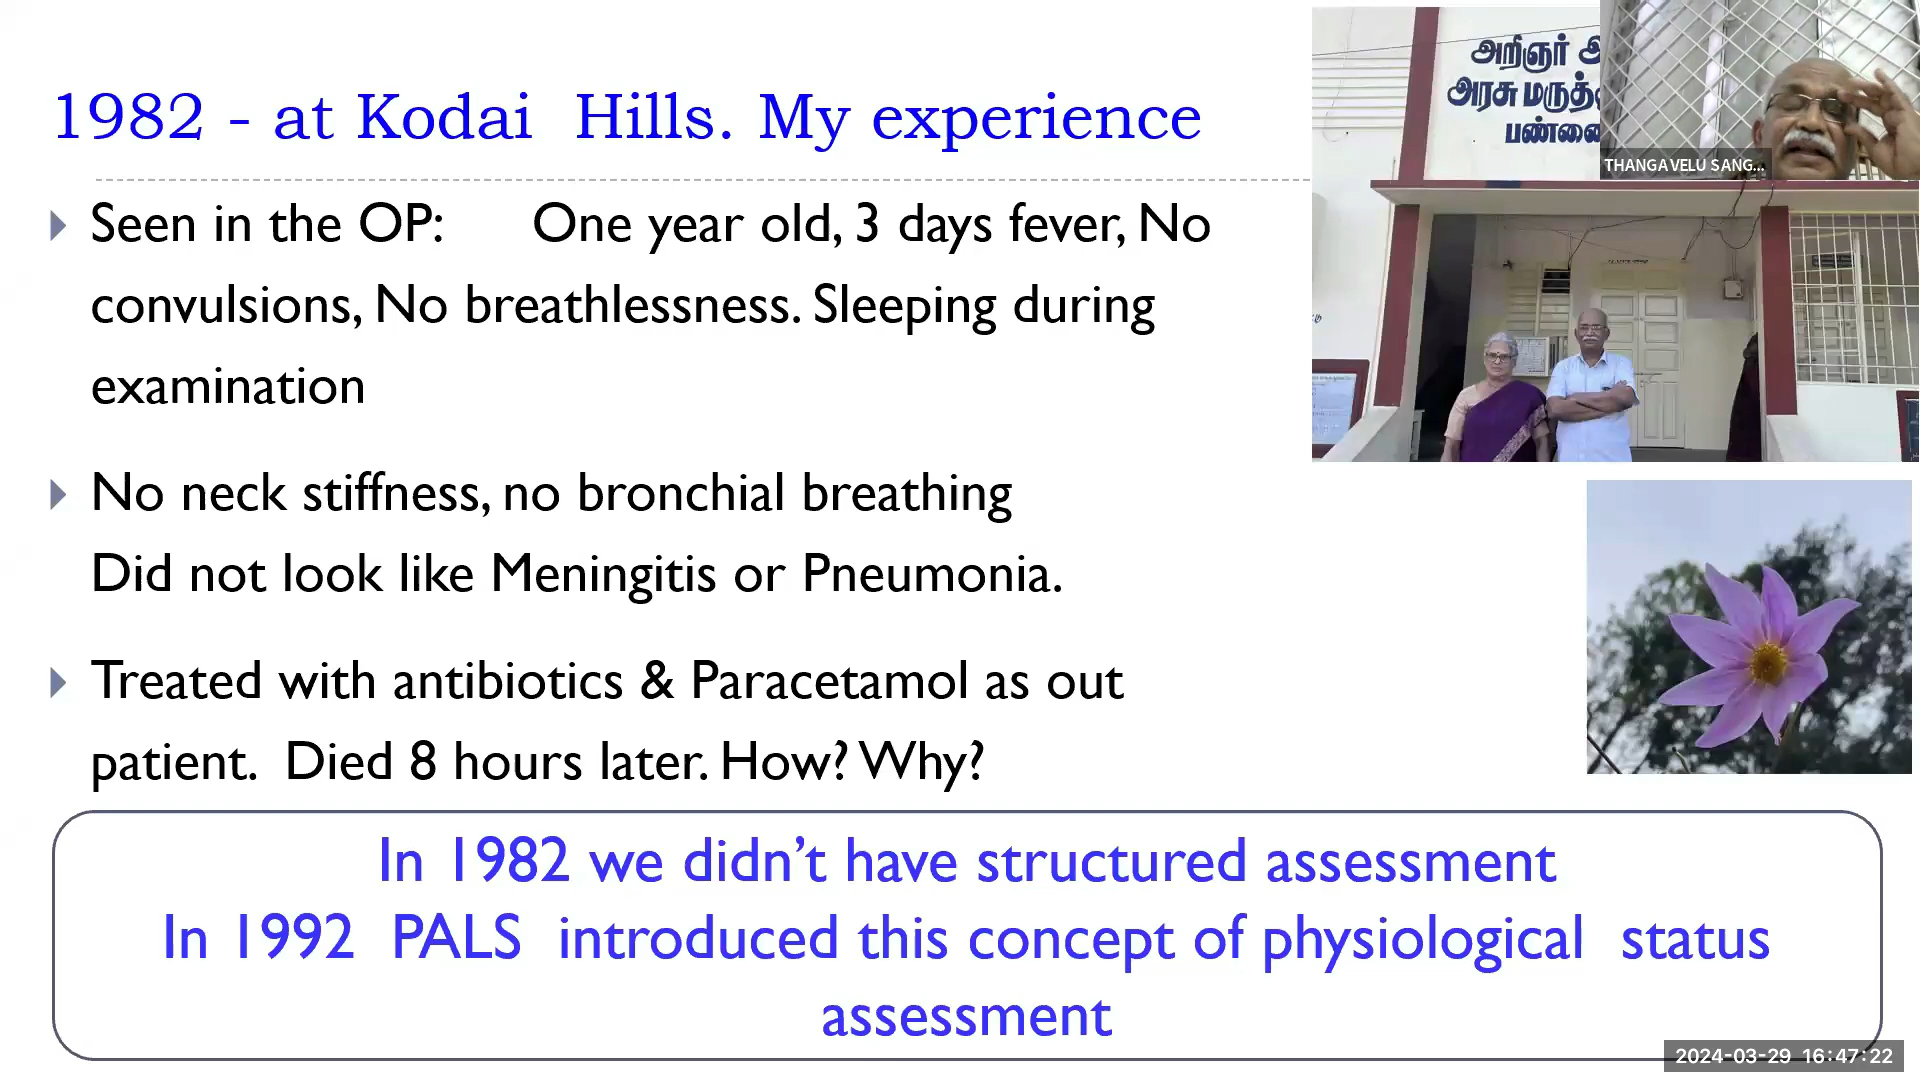 1982 - at Kodai Hills. My experience
Seen in the OP: One year old, 3 days fever, No
convulsions, No breathlessness. Sleeping during
examination
No neck stiffness, no bronchial breathing
Did not look like Meningitis or Pneumonia.
Treated with antibiotics & Paracetamol as out
patient. Died 8 hours later. How? Why?
In 1982 we didn't have structured assessment
In 1992 PALS introduced this concept of physiological status
assessment
அறிஞர்
அரசு
THANGAVELU SANG...
2024-03-29 16:47:22